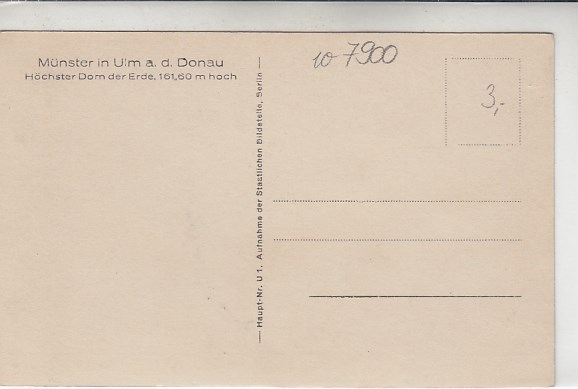 Münster in Ulm a. d. Donau
Höchster Dom der Erde, 161,60 m hoch
Haupt-Nr. U 1. Aufnahme der Staatlichen Bildstelle, Berlin
w 7900
3,-